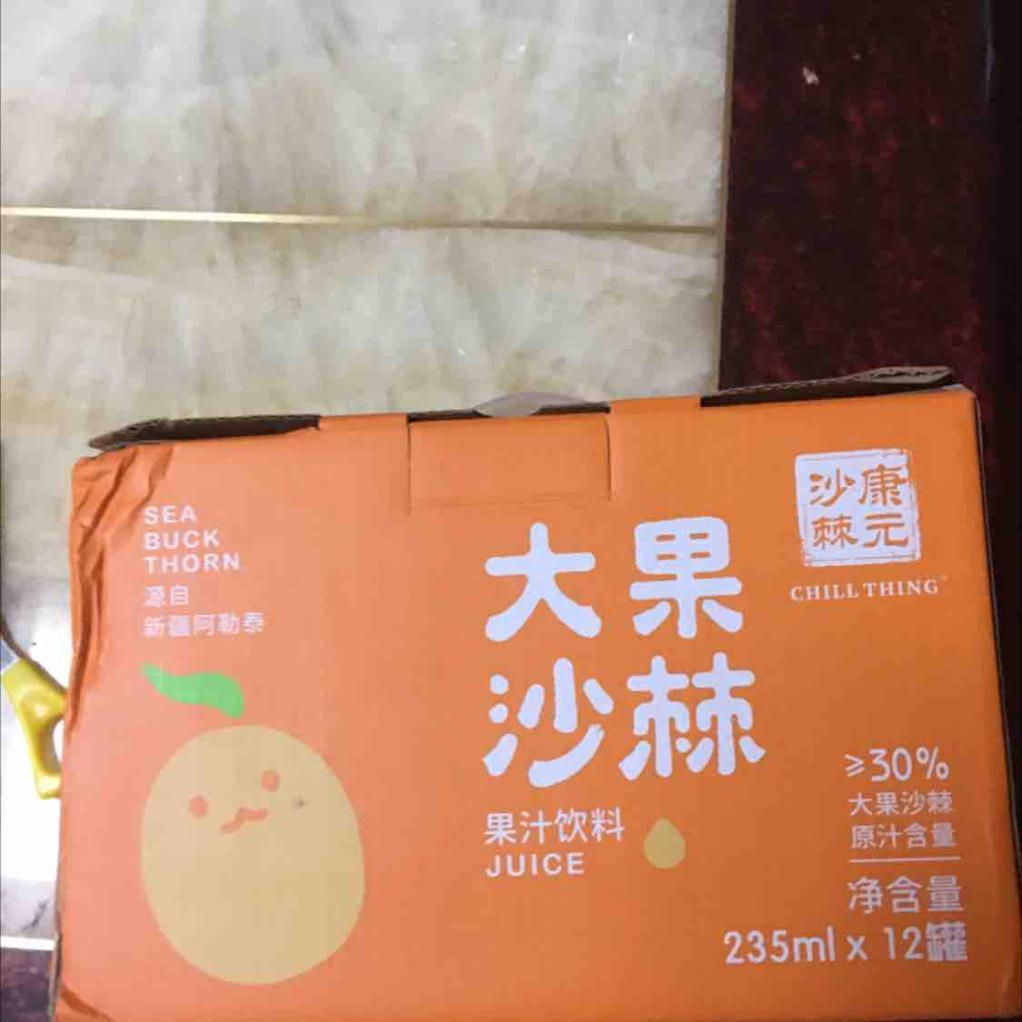 SEA
BUCK
THORN
源自
新疆阿勒泰
大果
沙棘
果汁饮料
JUICE
康元
沙棘
CHILL THING
≥30%
大果沙棘
原汁含量
净含量
235ml x 12罐